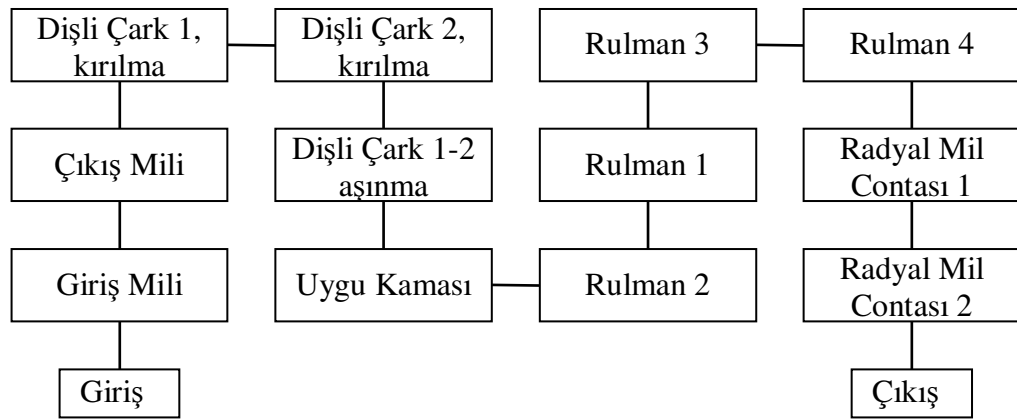 Dişli Çark 1,
kırılma
Dişli Çark 2,
kırılma
Rulman 3
Rulman 4
Çıkış Mili
Dişli Çark 1-2
aşınma
Rulman 1
Radyal Mil
Contası 1
Giriş Mili
Uygu Kaması
Rulman 2
Radyal Mil
Contası 2
Giriş
Çıkış